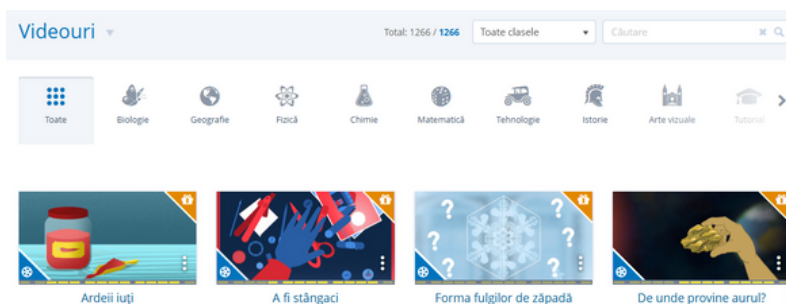 Videouri
Total: 1266 / 1266
Toate clasele
Căutare
Toate
Biologie
Geografie
Fizică
Chimie
Matematică
Tehnologie
Istorie
Arte vizuale
Tutorial
Ardeii iuți
A fi stângaci
Forma fulgilor de zăpadă
De unde provine aurul?